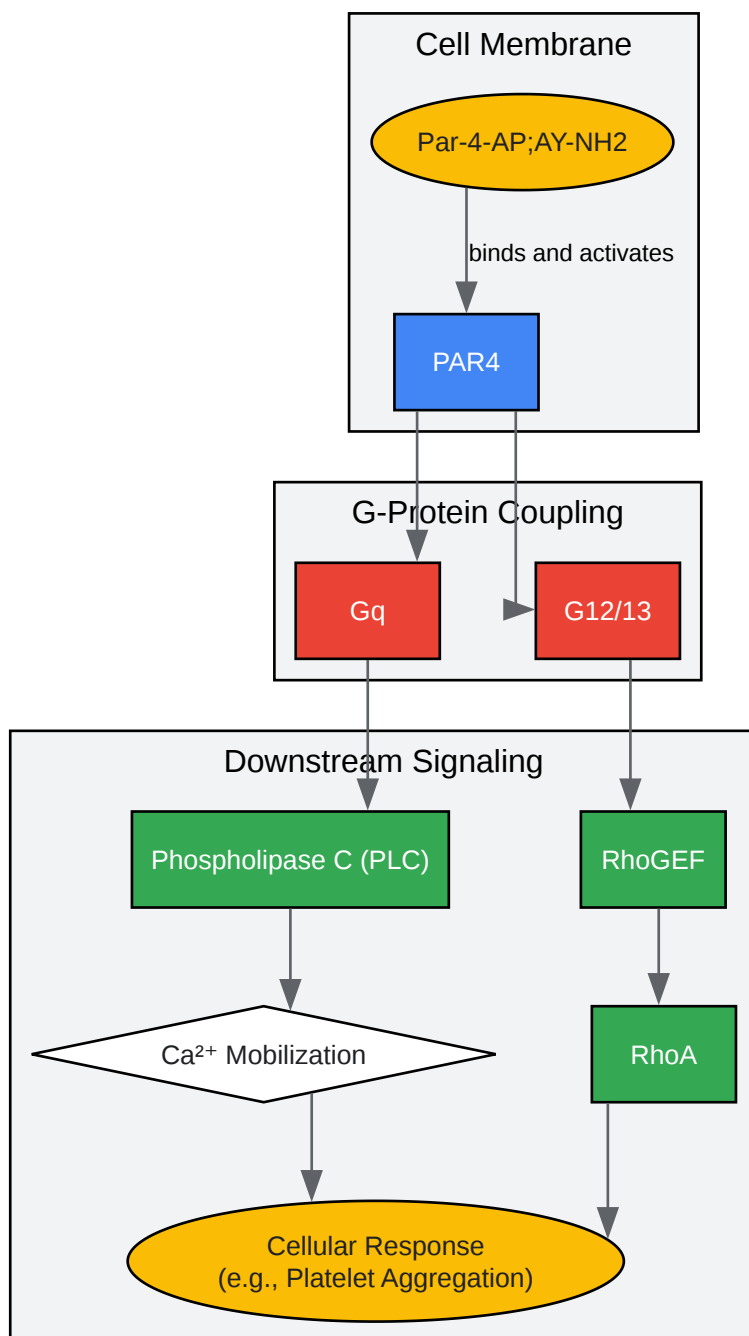 Cell Membrane
Par-4-AP;AY-NH2
binds and activates
PAR4
G-Protein Coupling
Gq
G12/13
Downstream Signaling
Phospholipase C (PLC)
RhoGEF
Ca²⁺ Mobilization
RhoA
Cellular Response
(e.g., Platelet Aggregation)